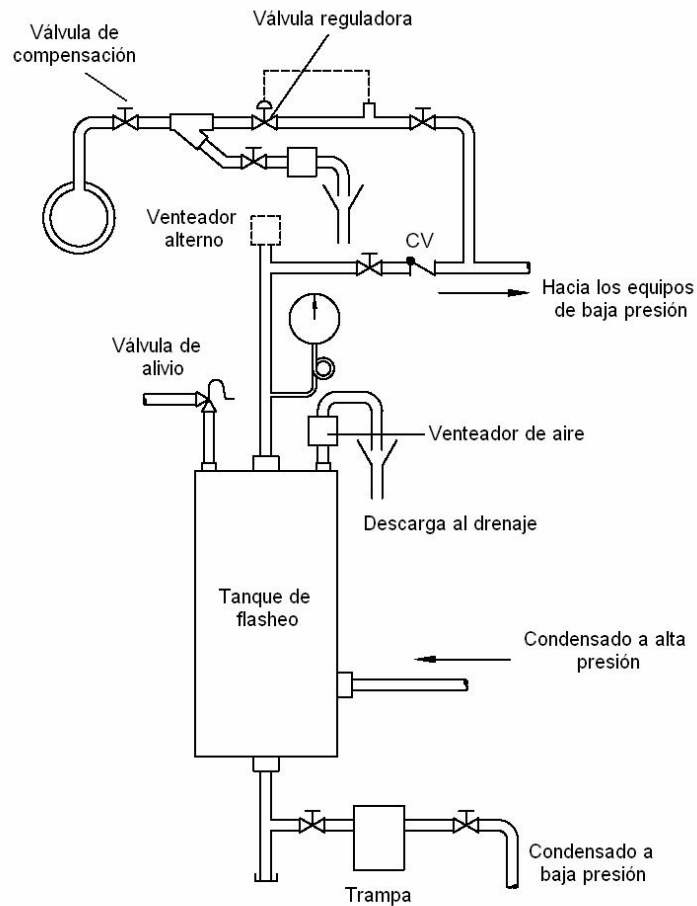 Válvula de
compensación
Válvula reguladora
Venteador
alterno
CV
Hacia los equipos
de baja presión
Válvula de
alivio
Venteador de aire
Descarga al drenaje
Tanque de
flasheo
Condensado a alta
presión
Condensado a
baja presión
Trampa